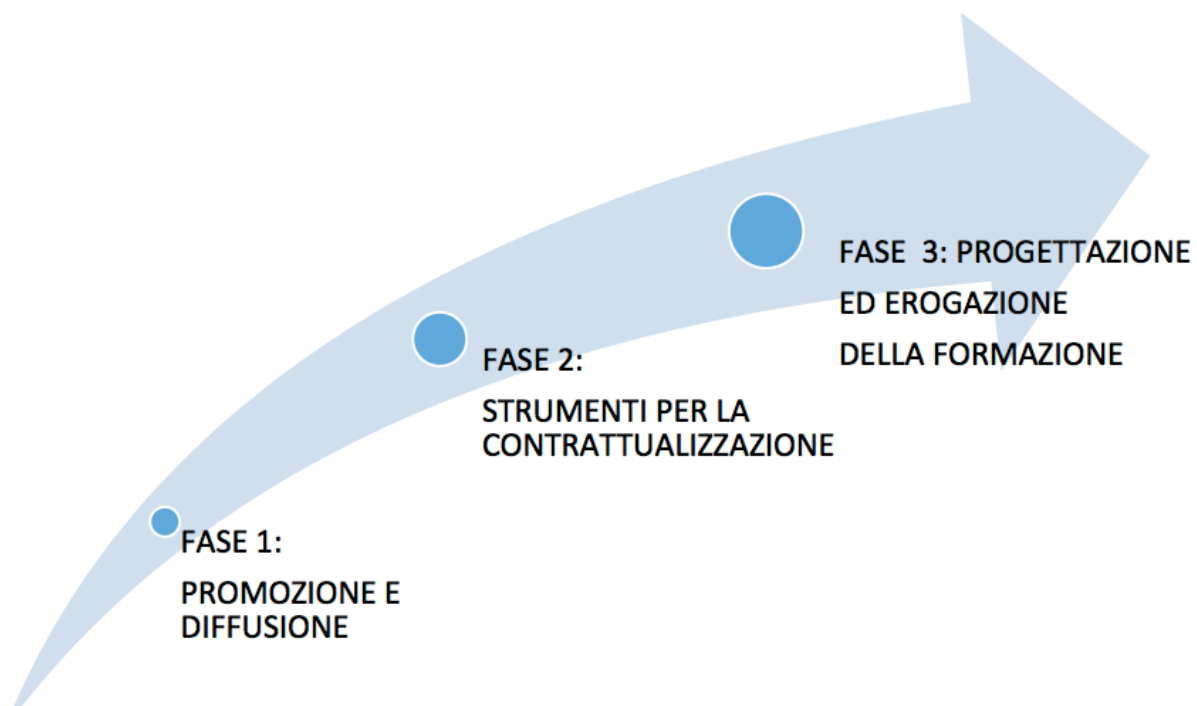 FASE 1:
PROMOZIONE E
DIFFUSIONE
FASE 2:
STRUMENTI PER LA
CONTRATTUALIZZAZIONE
FASE  3: PROGETTAZIONE
ED EROGAZIONE
DELLA FORMAZIONE